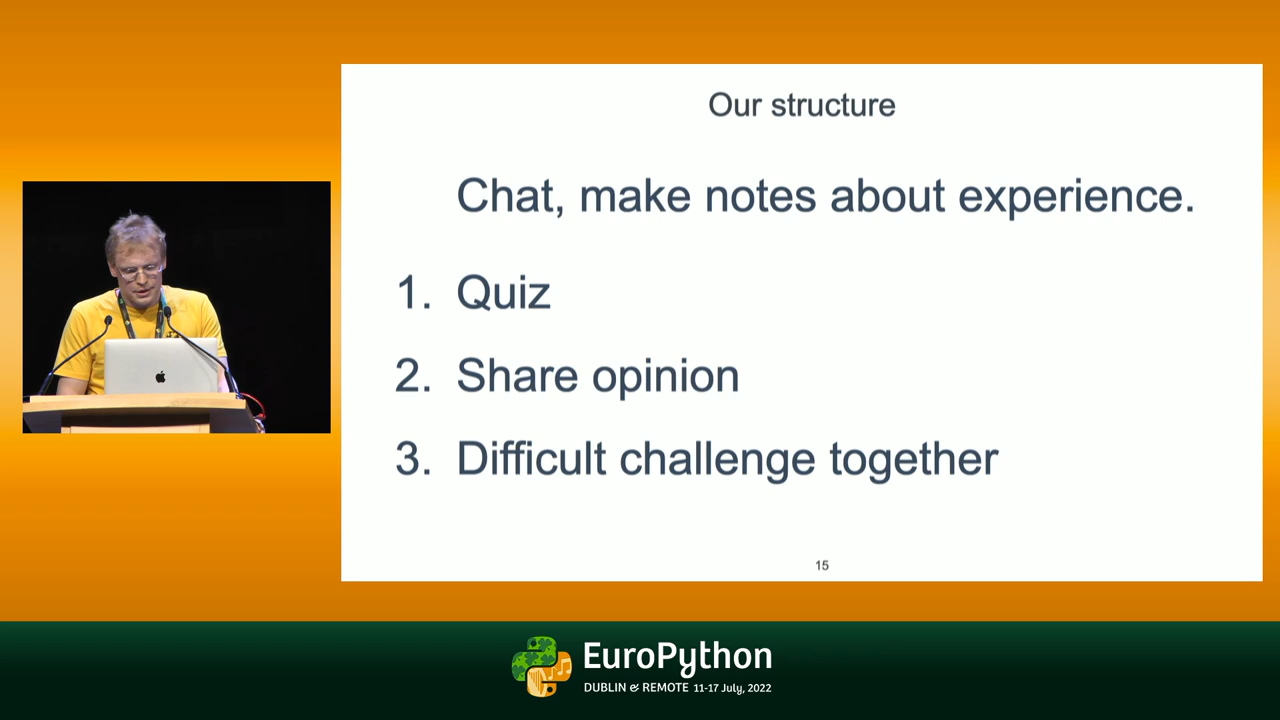 Our structure
Chat, make notes about experience.
1. Quiz
2. Share opinion
3. Difficult challenge together
15
EuroPython
DUBLIN & REMOTE 11-17 July, 2022